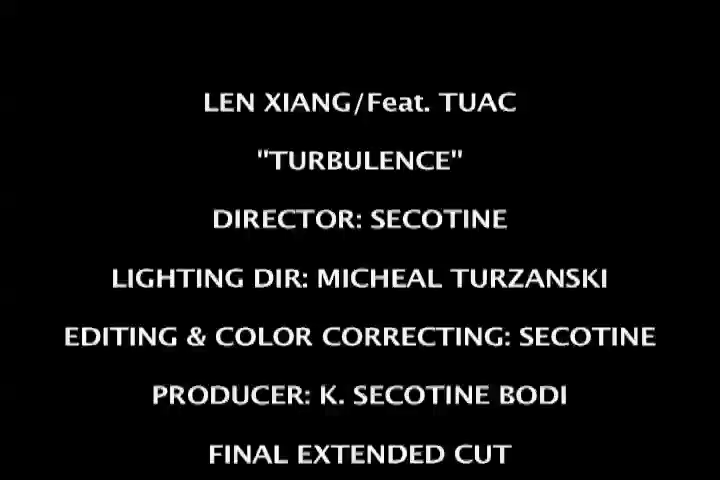 LEN XIANG/Feat. TUAC
"TURBULENCE"
DIRECTOR: SECOTINE
LIGHTING DIR: MICHEAL TURZANSKI
EDITING & COLOR CORRECTING: SECOTINE
PRODUCER: K. SECOTINE BODI
FINAL EXTENDED CUT